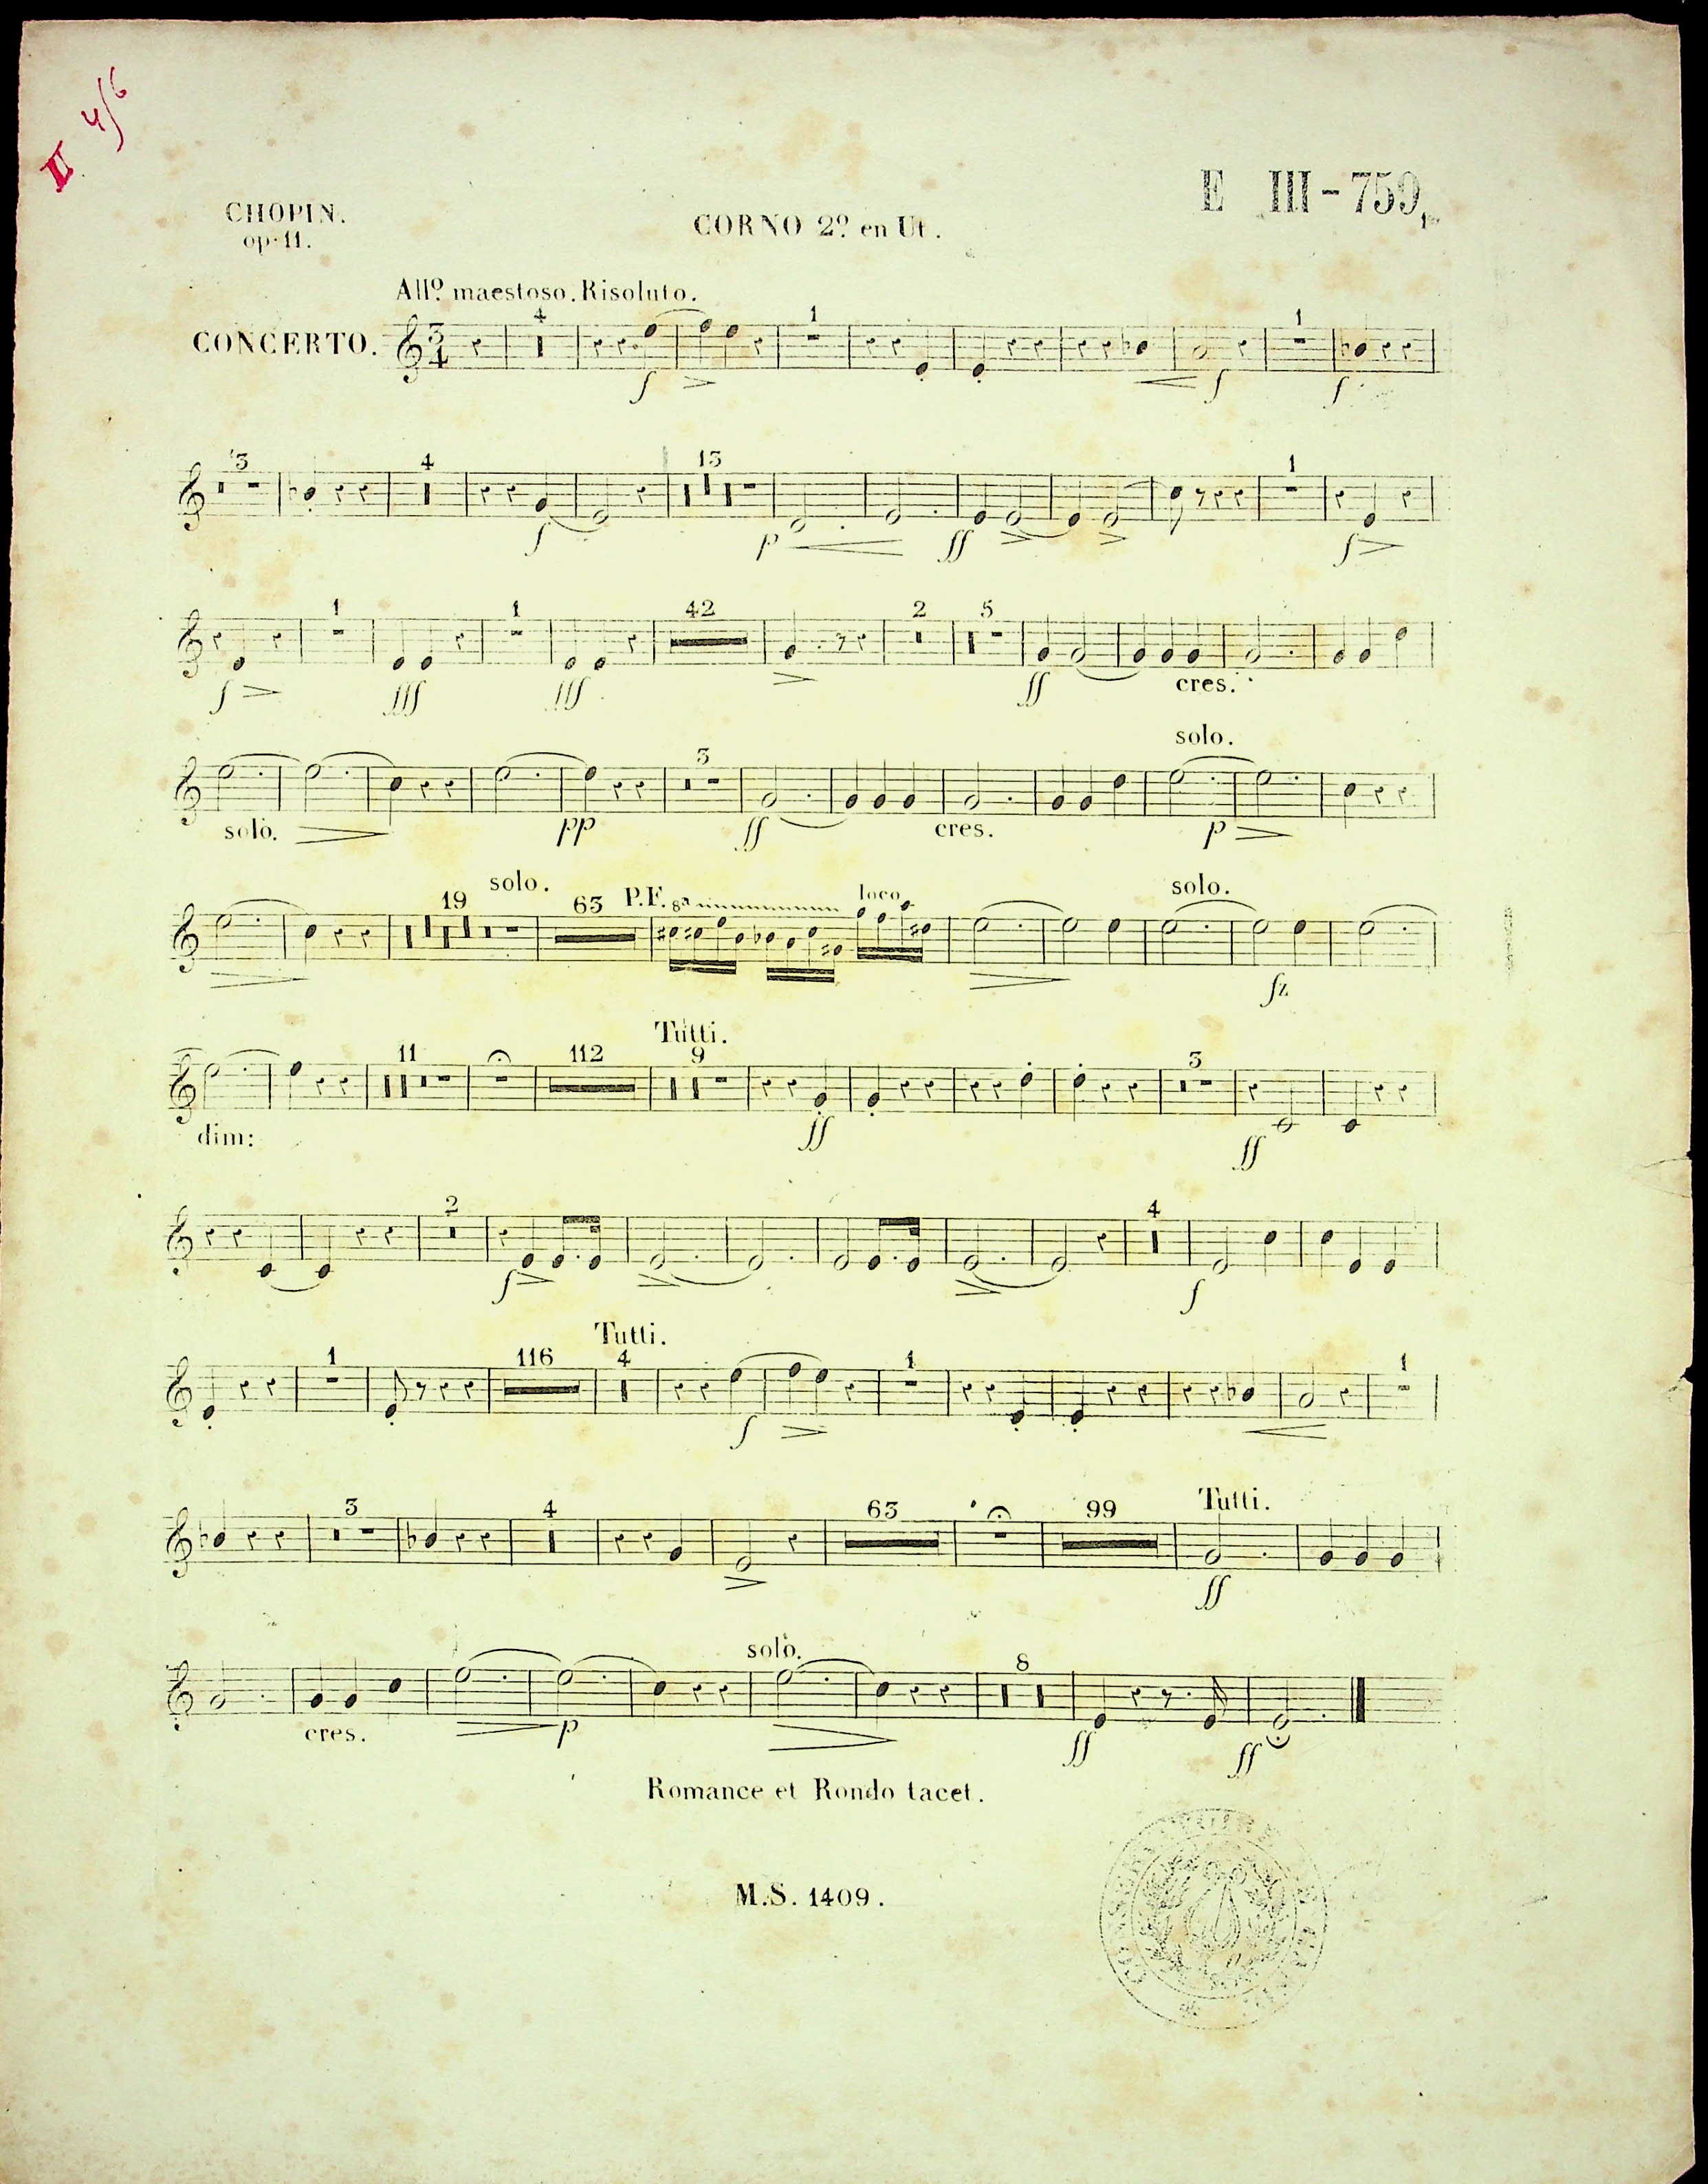 II 4/6
E III-759
CHOPIN.
op. 11.
CORNO 2º. en Ut.
Allº. maestoso. Risoluto.
CONCERTO.
3
4
4 1 1
f > f f
3 4 13 1
f p ff > > f >
1 1 42 2 5
f > fff fff > ff cres.
solo.
3
solo. pp ff cres. p
solo. 19 63 P.F. 8ª loco solo.
fz
Tutti.
11 112 9 3
dim: ff ff
2 4
f > > > f
Tutti.
1 116 4 1 1
f >
Tutti.
3 4 63 99
> ff
solo.
8
cres. p ff ff
Romance et Rondo tacet.
M.S. 1409.